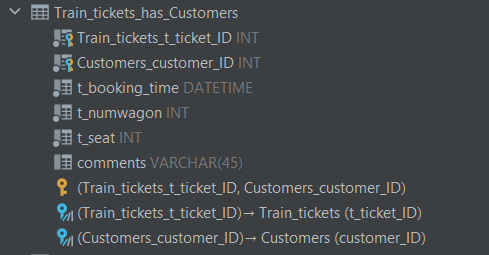 Train_tickets_has_Customers
Train_tickets_t_ticket_ID INT
Customers_customer_ID INT
t_booking_time DATETIME
t_numwagon INT
t_seat INT
comments VARCHAR(45)
(Train_tickets_t_ticket_ID, Customers_customer_ID)
(Train_tickets_t_ticket_ID)→ Train_tickets (t_ticket_ID)
(Customers_customer_ID)→ Customers (customer_ID)